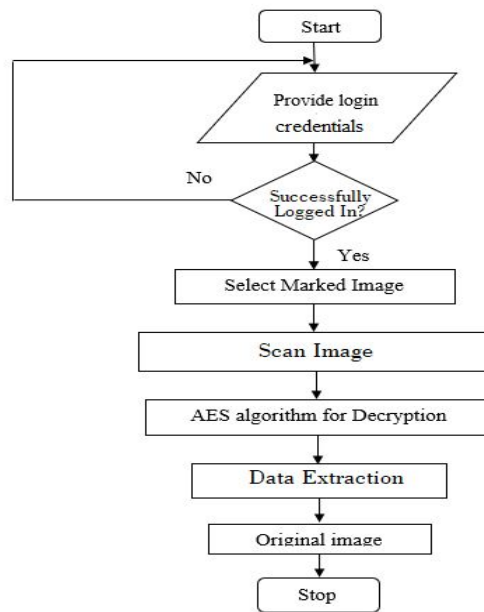 Start
Provide login
credentials
No
Successfully
Logged In?
Yes
Select Marked Image
Scan Image
AES algorithm for Decryption
Data Extraction
Original image
Stop